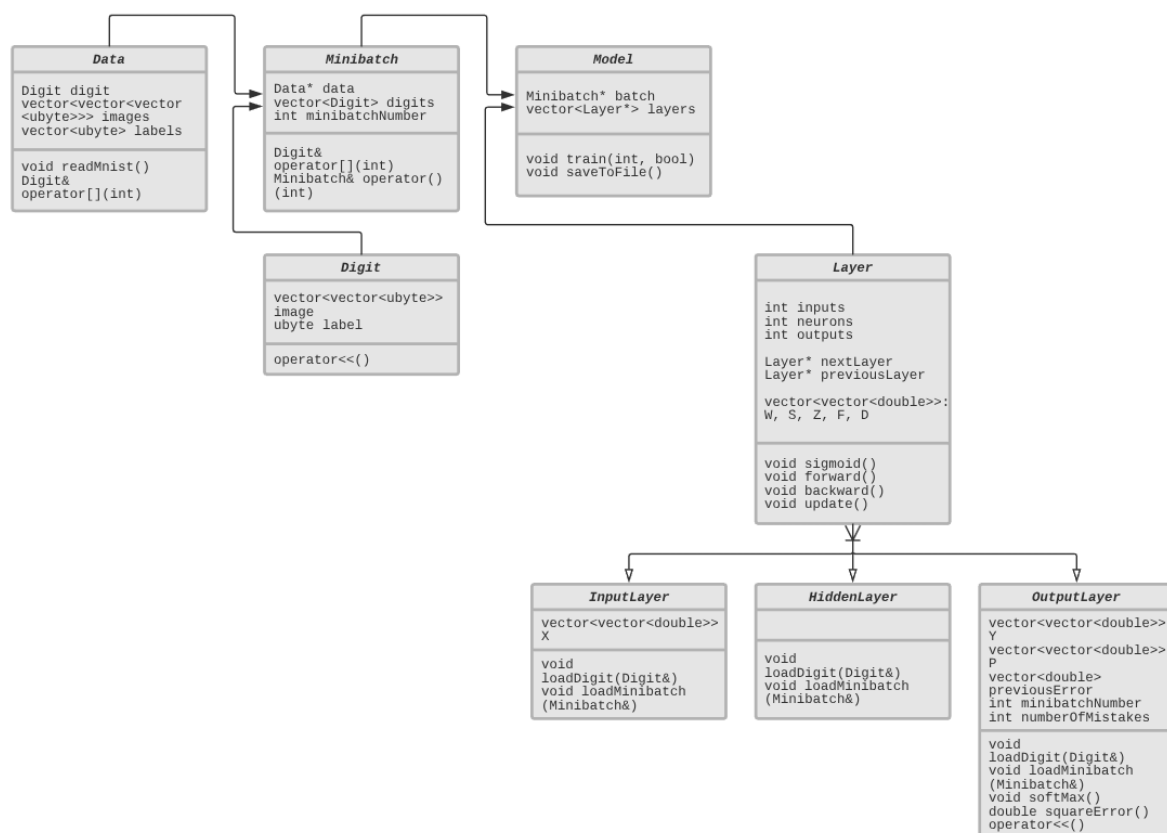 Data
Digit digit
vector<vector<vector
<ubyte>>> images
vector<ubyte> labels
void readMnist()
Digit&
operator[](int)
Minibatch
Data* data
vector<Digit> digits
int minibatchNumber
Digit&
operator[](int)
Minibatch& operator()
(int)
Model
Minibatch* batch
vector<Layer*> layers
void train(int, bool)
void saveToFile()
Digit
vector<vector<ubyte>>
image
ubyte label
operator<<()
Layer
int inputs
int neurons
int outputs
Layer* nextLayer
Layer* previousLayer
vector<vector<double>>:
W, S, Z, F, D
void sigmoid()
void forward()
void backward()
void update()
InputLayer
vector<vector<double>>
X
void
loadDigit(Digit&)
void loadMinibatch
(Minibatch&)
HiddenLayer
void
loadDigit(Digit&)
void loadMinibatch
(Minibatch&)
OutputLayer
vector<vector<double>>
Y
vector<vector<double>>
P
vector<double>
previousError
int minibatchNumber
int numberOfMistakes
void
loadDigit(Digit&)
void loadMinibatch
(Minibatch&)
void softMax()
double squareError()
operator<<()